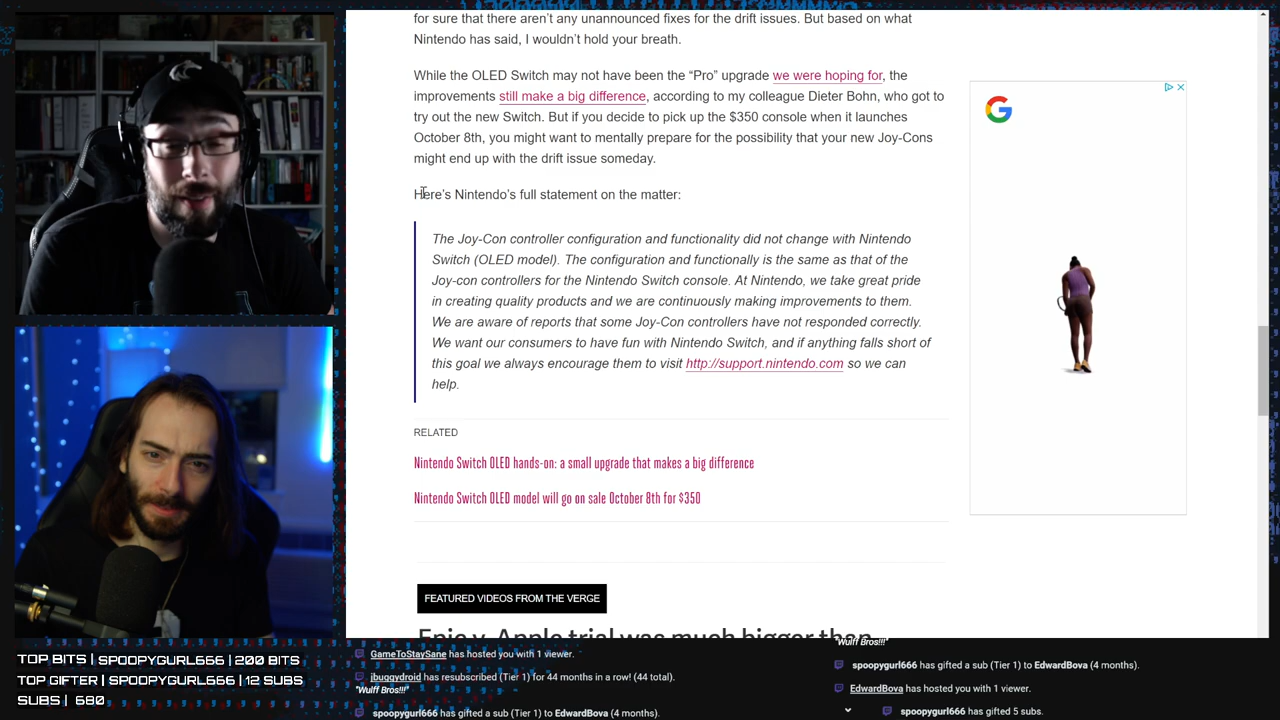 for sure that there aren't any unannounced fixes for the drift issues. But based on what
Nintendo has said, I wouldn't hold your breath.
While the OLED Switch may not have been the “Pro” upgrade we were hoping for, the
improvements still make a big difference, according to my colleague Dieter Bohn, who got to
try out the new Switch. But if you decide to pick up the $350 console when it launches
October 8th, you might want to mentally prepare for the possibility that your new Joy-Cons
might end up with the drift issue someday.
Here's Nintendo's full statement on the matter:
The Joy-Con controller configuration and functionality did not change with Nintendo
Switch (OLED model). The configuration and functionally is the same as that of the
Joy-con controllers for the Nintendo Switch console. At Nintendo, we take great pride
in creating quality products and we are continuously making improvements to them.
We are aware of reports that some Joy-Con controllers have not responded correctly.
We want our consumers to have fun with Nintendo Switch, and if anything falls short of
this goal we always encourage them to visit http://support.nintendo.com so we can
help.
RELATED
Nintendo Switch OLED hands-on: a small upgrade that makes a big difference
Nintendo Switch OLED model will go on sale October 8th for $350
FEATURED VIDEOS FROM THE VERGE
Epic v. Apple trial was much bigger than
TOP BITS | SPOOPYGURL666 | 200 BITS
TOP GIFTER | SPOOPYGURL666 | 12 SUBS
SUBS | 680
GameToStaySane has hosted you with 1 viewer.
jbuggydroid has resubscribed (Tier 1) for 44 months in a row! (44 total).
"Wulff Bros!!!"
spoopygurl666 has gifted a sub (Tier 1) to EdwardBova (4 months).
"Wulff Bros!!!"
spoopygurl666 has gifted a sub (Tier 1) to EdwardBova (4 months).
EdwardBova has hosted you with 1 viewer.
spoopygurl666 has gifted 5 subs.